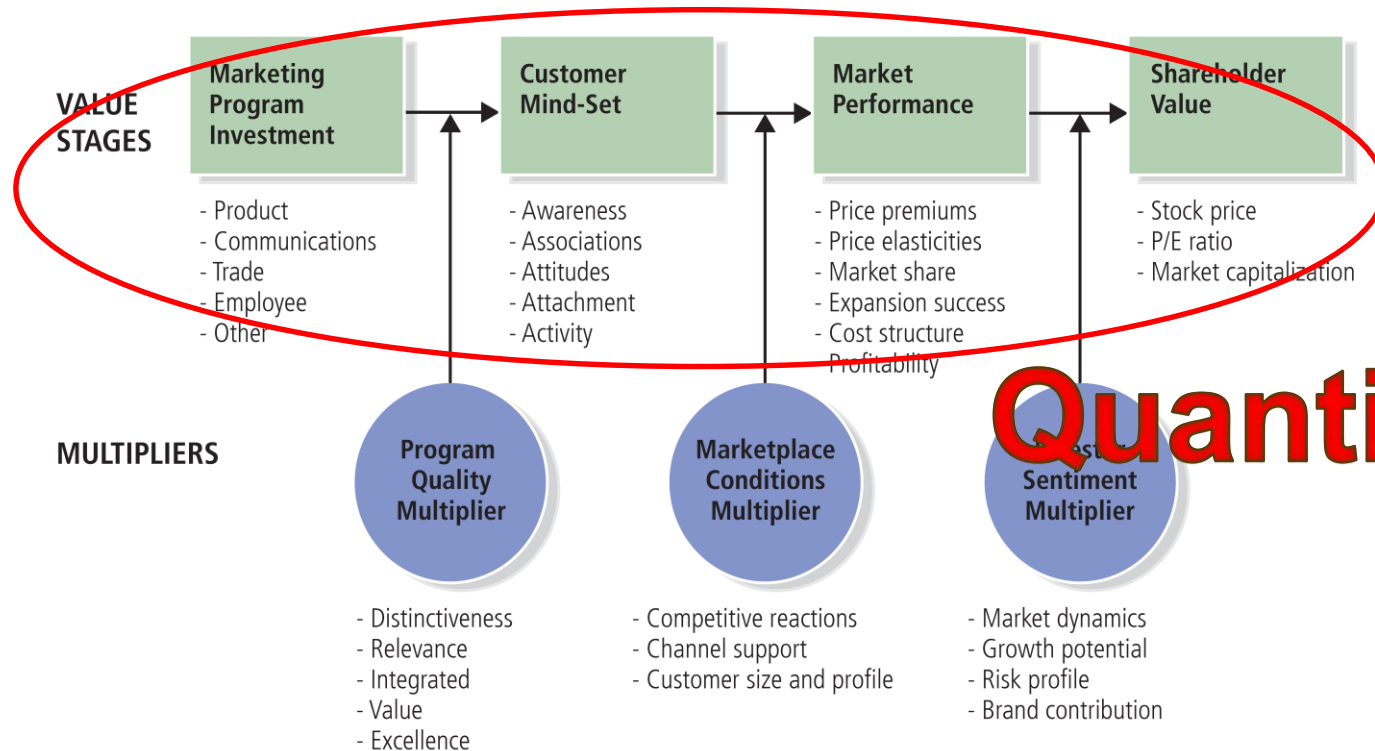 VALUE
STAGES
Marketing
Program
Investment
Customer
Mind-Set
Market
Performance
Shareholder
Value
- Product
- Communications
- Trade
- Employee
- Other
- Awareness
- Associations
- Attitudes
- Attachment
- Activity
- Price premiums
- Price elasticities
- Market share
- Expansion success
- Cost structure
- Profitability
- Stock price
- P/E ratio
- Market capitalization
Quanti
MULTIPLIERS
Program
Quality
Multiplier
Marketplace
Conditions
Multiplier
Sentiment
Multiplier
- Distinctiveness
- Relevance
- Integrated
- Value
- Excellence
- Competitive reactions
- Channel support
- Customer size and profile
- Market dynamics
- Growth potential
- Risk profile
- Brand contribution